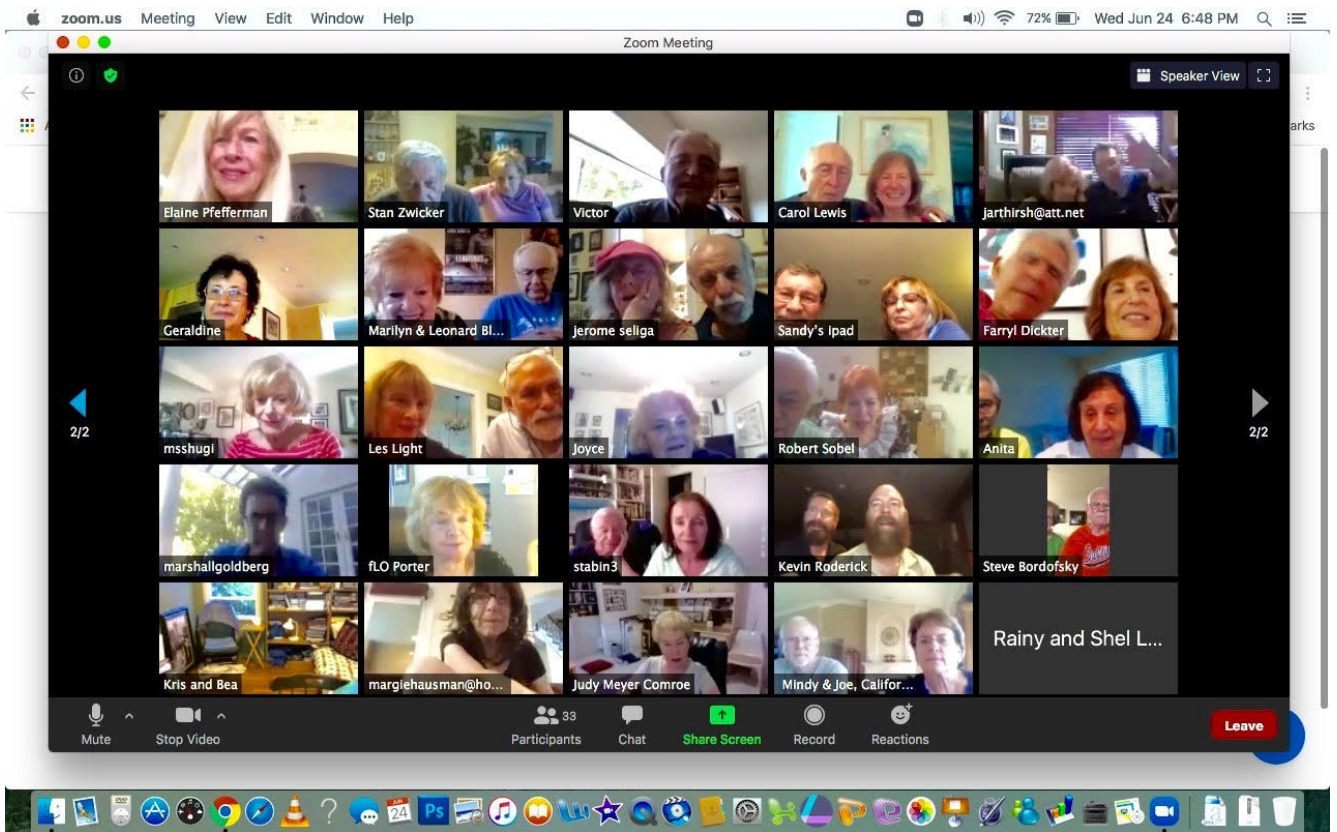 zoom.us Meeting View Edit Window Help 72% Wed Jun 24 6:48 PM
Zoom Meeting
Speaker View
arks
Elaine Pfefferman
Stan Zwicker
Victor
Carol Lewis
jarthirsh@att.net
Geraldine
Marilyn & Leonard Bl...
jerome seliga
Sandy's ipad
Farryl Dickter
2/2
msshugi
Les Light
Joyce
Robert Sobel
Anita
2/2
marshallgoldberg
fLO Porter
stabin3
Kevin Roderick
Steve Bordofsky
Kris and Bea
margiehausman@ho...
Judy Meyer Comroe
Mindy & Joe, Califor...
Rainy and Shel L...
33
Mute
Stop Video
Participants
Chat
Share Screen
Record
Reactions
Leave
JUN
24
Ps